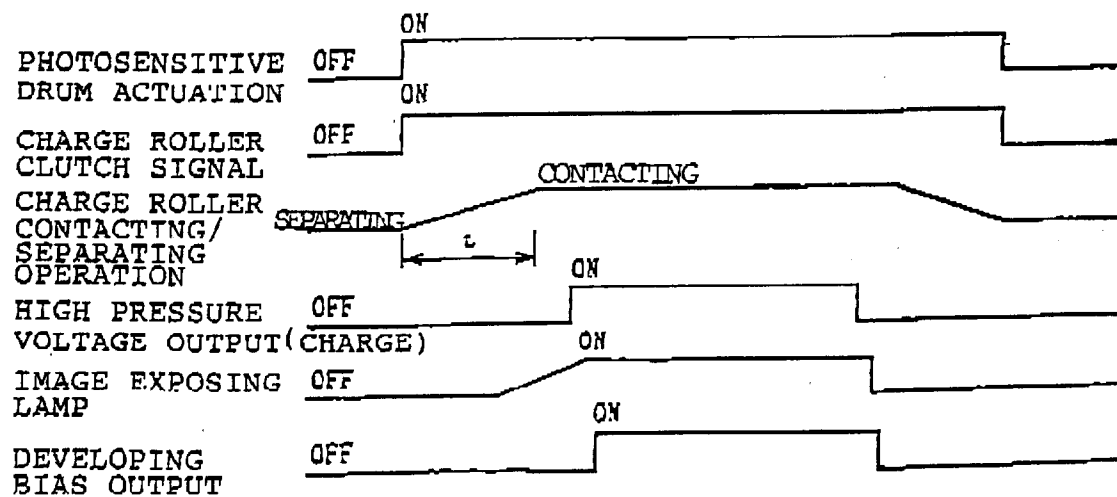 ON
PHOTOSENSITIVE OFF
DRUM ACTUATION
ON
CHARGE ROLLER OFF
CLUTCH SIGNAL
CHARGE ROLLER CONTACTING
CONTACTING/ SEPARATING
SEPARATING
OPERATION
ON
HIGH PRESSURE OFF
VOLTAGE OUTPUT(CHARGE)
ON
IMAGE EXPOSING OFF
LAMP
ON
DEVELOPING OFF
BIAS OUTPUT